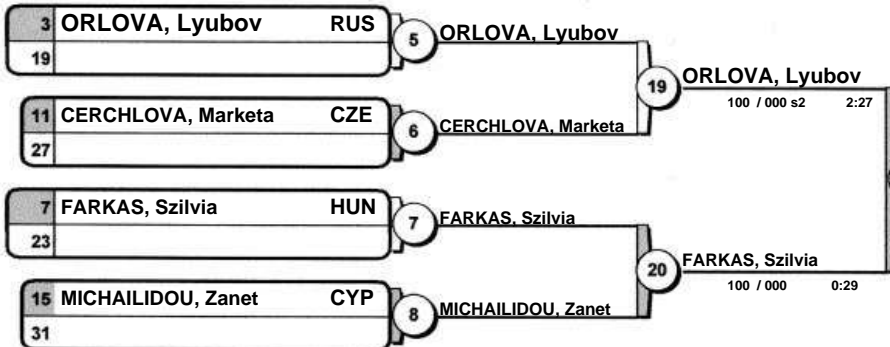 3 ORLOVA, Lyubov RUS
19
5
ORLOVA, Lyubov
11 CERCHLOVA, Marketa CZE
27
6
CERCHLOVA, Marketa
19
ORLOVA, Lyubov
100 / 000 s2 2:27
7 FARKAS, Szilvia HUN
23
7
FARKAS, Szilvia
15 MICHAILIDOU, Zanet CYP
31
8
MICHAILIDOU, Zanet
20
FARKAS, Szilvia
100 / 000 0:29